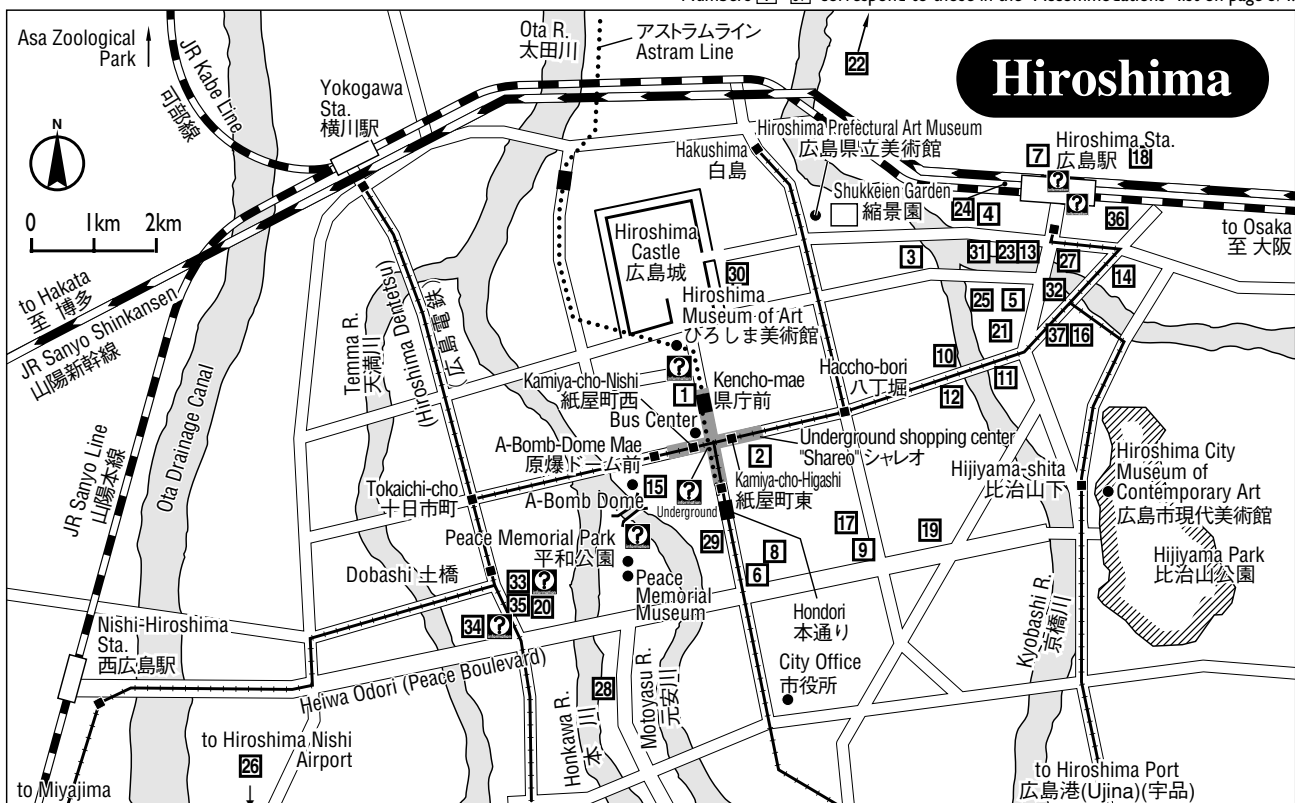 Asa Zoological
Park
JR Kabe Line
可部線
Yokogawa
Sta.
横川駅
Ota R.
太田川
アストラムライン
Astram Line
22
Hiroshima
N
0 1km 2km
Hakushima
白島
Hiroshima Prefectural Art Museum
広島県立美術館
Shukkeien Garden
縮景園
7
Hiroshima Sta.
広島駅
18
?
?
24
4
36
to Osaka
至 大阪
3
31
23
13
27
14
25
5
32
21
37
16
10
11
12
Hiroshima
Castle
広島城
30
Hiroshima
Museum of Art
ひろしま美術館
?
to Hakata
至 博多
JR Sanyo Shinkansen
山陽新幹線
Temma R.
天満川
(Hiroshima Dentetsu)
(広島電鉄)
Ota Drainage Canal
JR Sanyo Line
山陽本線
Kamiya-cho-Nishi
紙屋町西
1
Kencho-mae
県庁前
Haccho-bori
八丁堀
Bus Center
A-Bomb-Dome Mae
原爆ドーム前
2
Underground shopping center
"Shareo" シャレオ
Kamiya-cho-Higashi
紙屋町東
Tokaichi-cho
十日市町
A-Bomb Dome
15
?
Underground
Hijiyama-shita
比治山下
Hiroshima City
Museum of
Contemporary Art
広島市現代美術館
Hijiyama Park
比治山公園
Peace Memorial Park
平和公園
?
29
17
19
8
9
6
Dobashi 土橋
33
?
35
20
34
?
Peace
Memorial
Museum
Hondori
本通り
City Office
市役所
Kyobashi R.
京橋川
Nishi-Hiroshima
Sta.
西広島駅
Heiwa Odori (Peace Boulevard)
Honkawa R.
本 川
28
Motoyasu R.
元安川
to Hiroshima Nishi
Airport
26
to Miyajima
to Hiroshima Port
広島港(Ujina)(宇品)